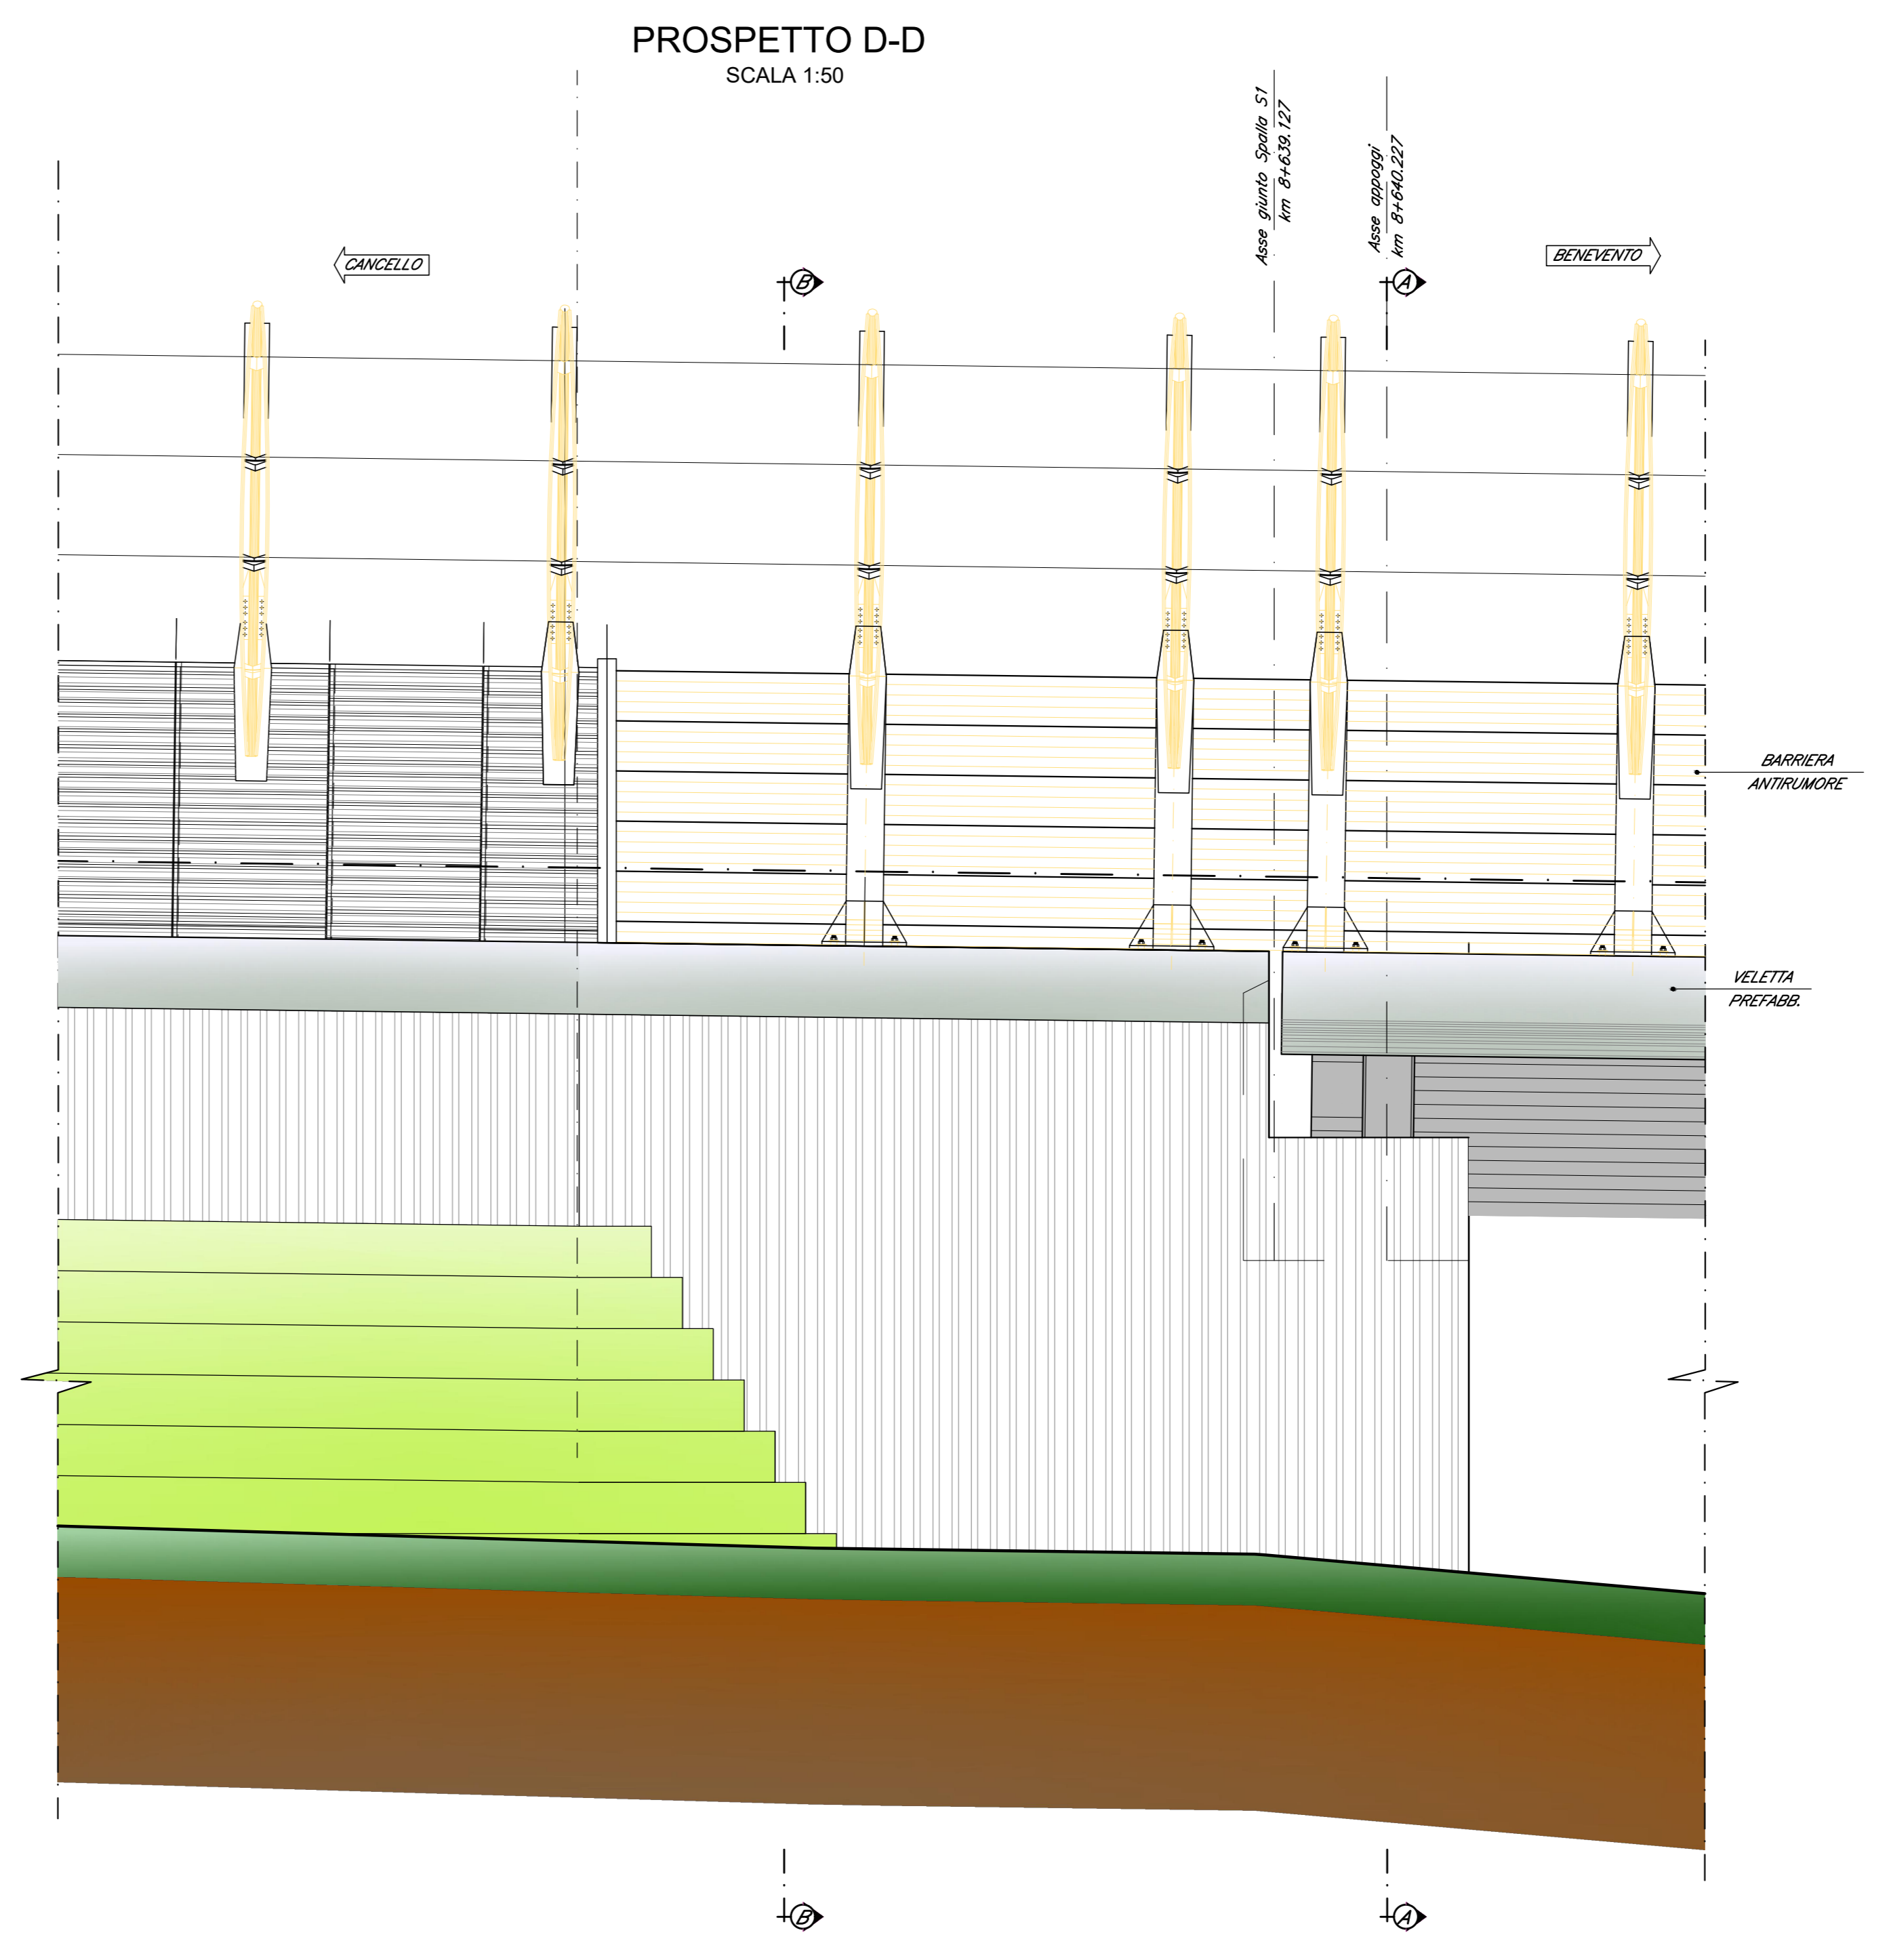 PROSPETTO D-D
SCALA 1:50
Asse giunto Spalla S1
km 8+639.127
Asse appoggi
km 8+640.227
CANCELLO
BENEVENTO
B
A
BARRIERA
ANTIRUMORE
VELETTA
PREFABB.
B
A